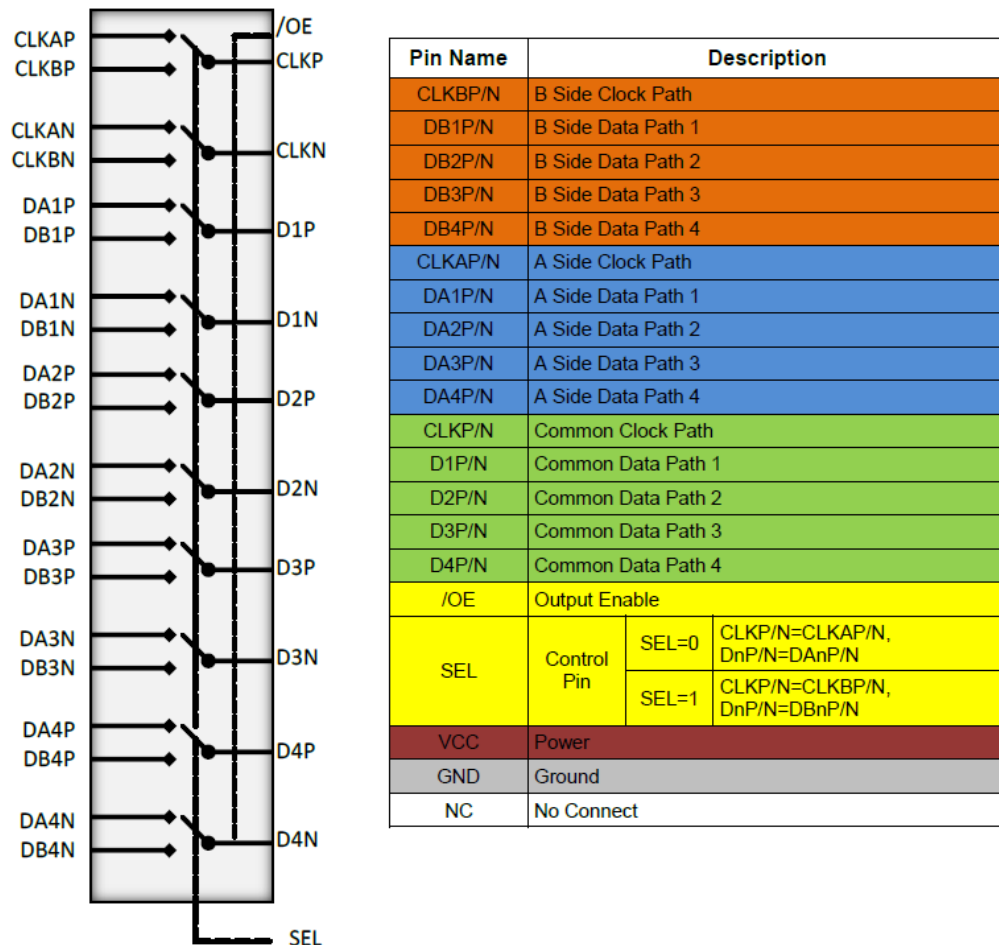 /OE
CLKAP
CLKP
CLKBP
CLKAN
CLKN
CLKBN
DA1P
D1P
DB1P
DA1N
D1N
DB1N
DA2P
D2P
DB2P
DA2N
D2N
DB2N
DA3P
D3P
DB3P
DA3N
D3N
DB3N
DA4P
D4P
DB4P
DA4N
D4N
DB4N
SEL
Pin Name Description
CLKBP/N B Side Clock Path
DB1P/N B Side Data Path 1
DB2P/N B Side Data Path 2
DB3P/N B Side Data Path 3
DB4P/N B Side Data Path 4
CLKAP/N A Side Clock Path
DA1P/N A Side Data Path 1
DA2P/N A Side Data Path 2
DA3P/N A Side Data Path 3
DA4P/N A Side Data Path 4
CLKP/N Common Clock Path
D1P/N Common Data Path 1
D2P/N Common Data Path 2
D3P/N Common Data Path 3
D4P/N Common Data Path 4
/OE Output Enable
SEL
Control
Pin
SEL=0
CLKP/N=CLKAP/N,
DnP/N=DAnP/N
SEL=1
CLKP/N=CLKBP/N,
DnP/N=DBnP/N
VCC Power
GND Ground
NC No Connect